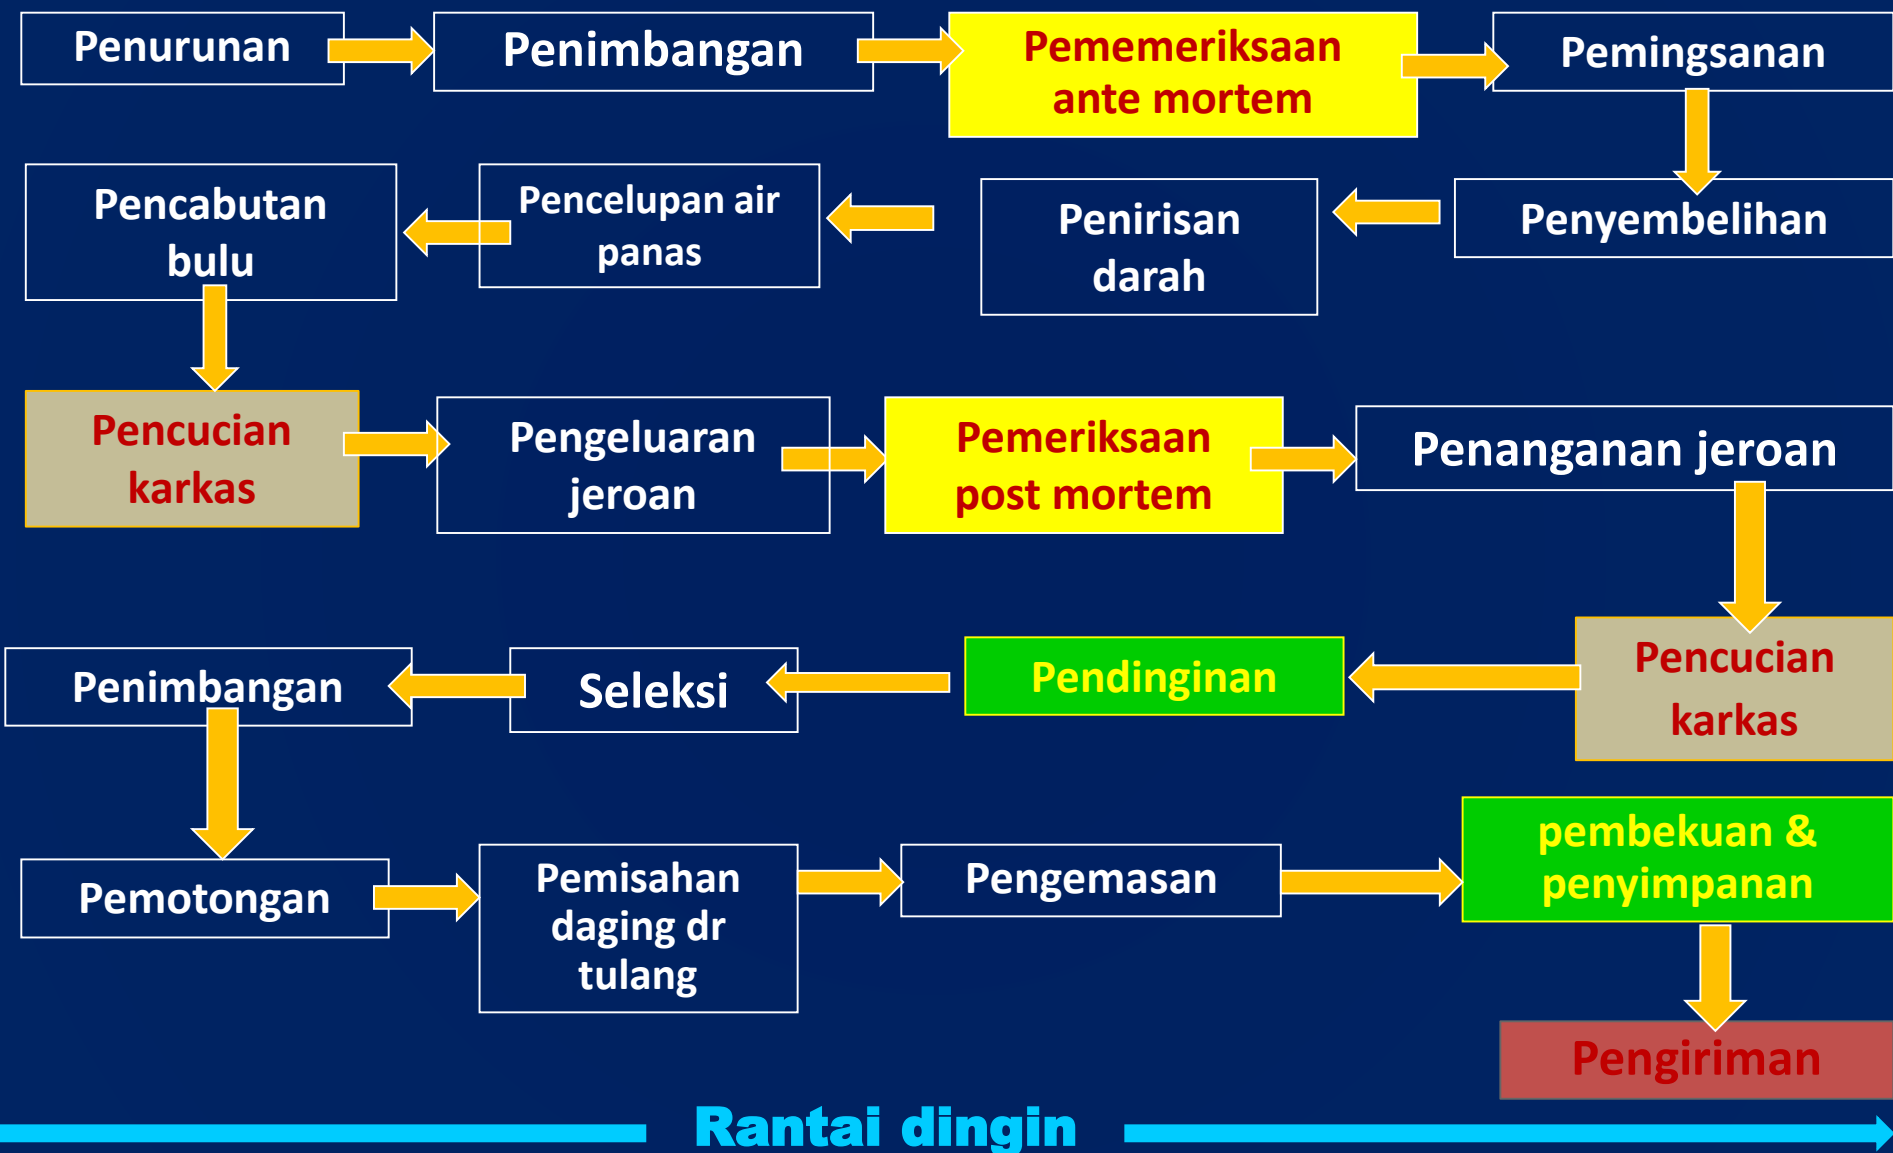 Penurunan
Penimbangan
Pememeriksaan
ante mortem
Pemingsanan
Penyembelihan
Penirisan
darah
Pencelupan air
panas
Pencabutan
bulu
Pencucian
karkas
Pengeluaran
jeroan
Pemeriksaan
post mortem
Penanganan jeroan
Pencucian
karkas
Pendinginan
Seleksi
Penimbangan
Pemotongan
Pemisahan
daging dr
tulang
Pengemasan
pembekuan &
penyimpanan
Pengiriman
Rantai dingin